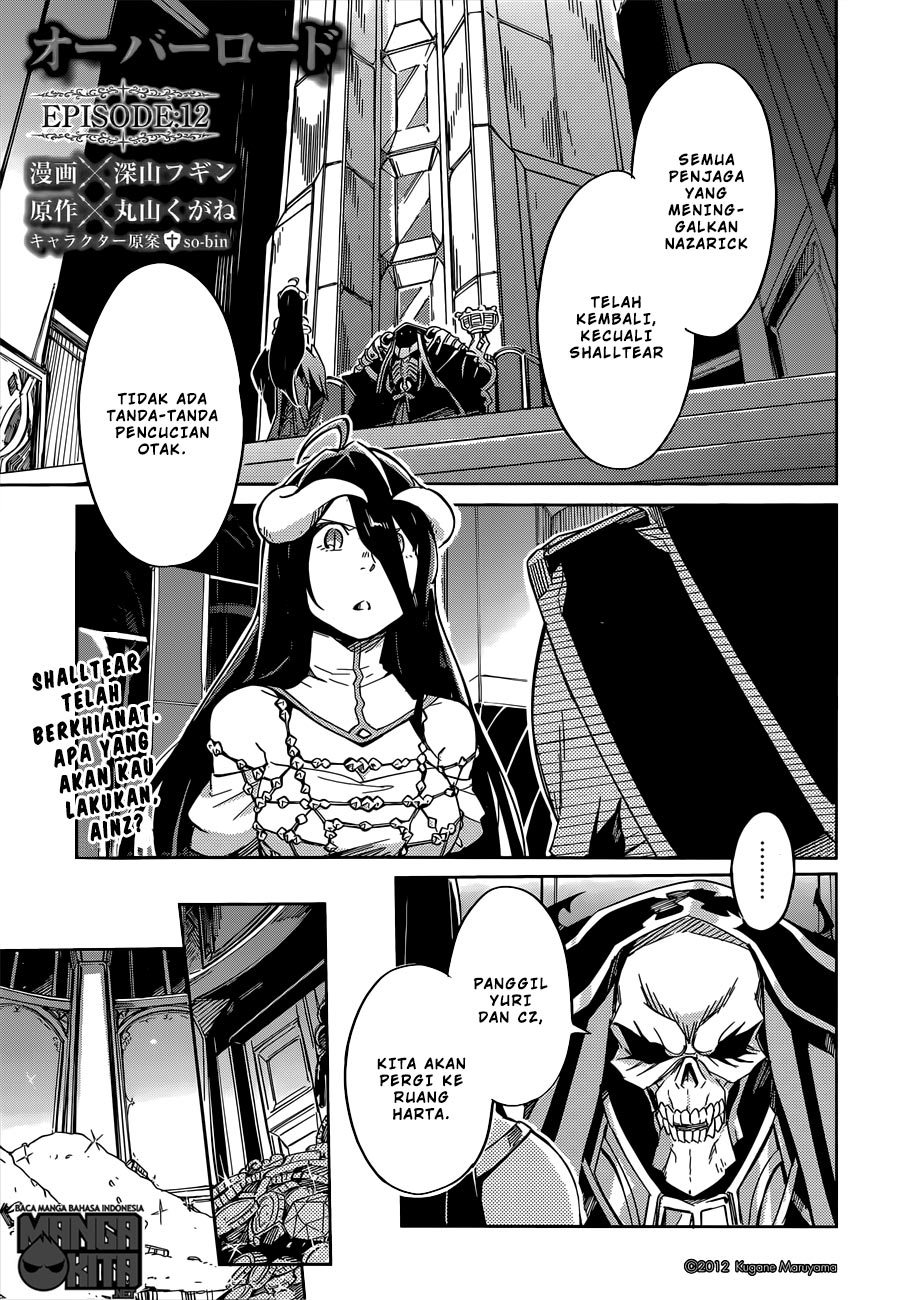 オーバーロード
EPISODE:12
漫画×深山フギン
原作×丸山くがね
キャラクター原案 so-bin
SEMUA
PENJAGA
YANG
MENING-
GALKAN
NAZARICK
TELAH
KEMBALI,
KECUALI
SHALLTEAR
TIDAK ADA
TANDA-TANDA
PENCUCIAN
OTAK.
SHALLTEAR
TELAH
BERKHIANAT.
APA YANG
AKAN KAU
LAKUKAN,
AINZ?
.........
PANGGIL
YURI
DAN CZ,
KITA AKAN
PERGI KE
RUANG
HARTA.
BACA MANGA BAHASA INDONESIA
MANGA
KITA
.NET
©2012 Kugane Maruyama